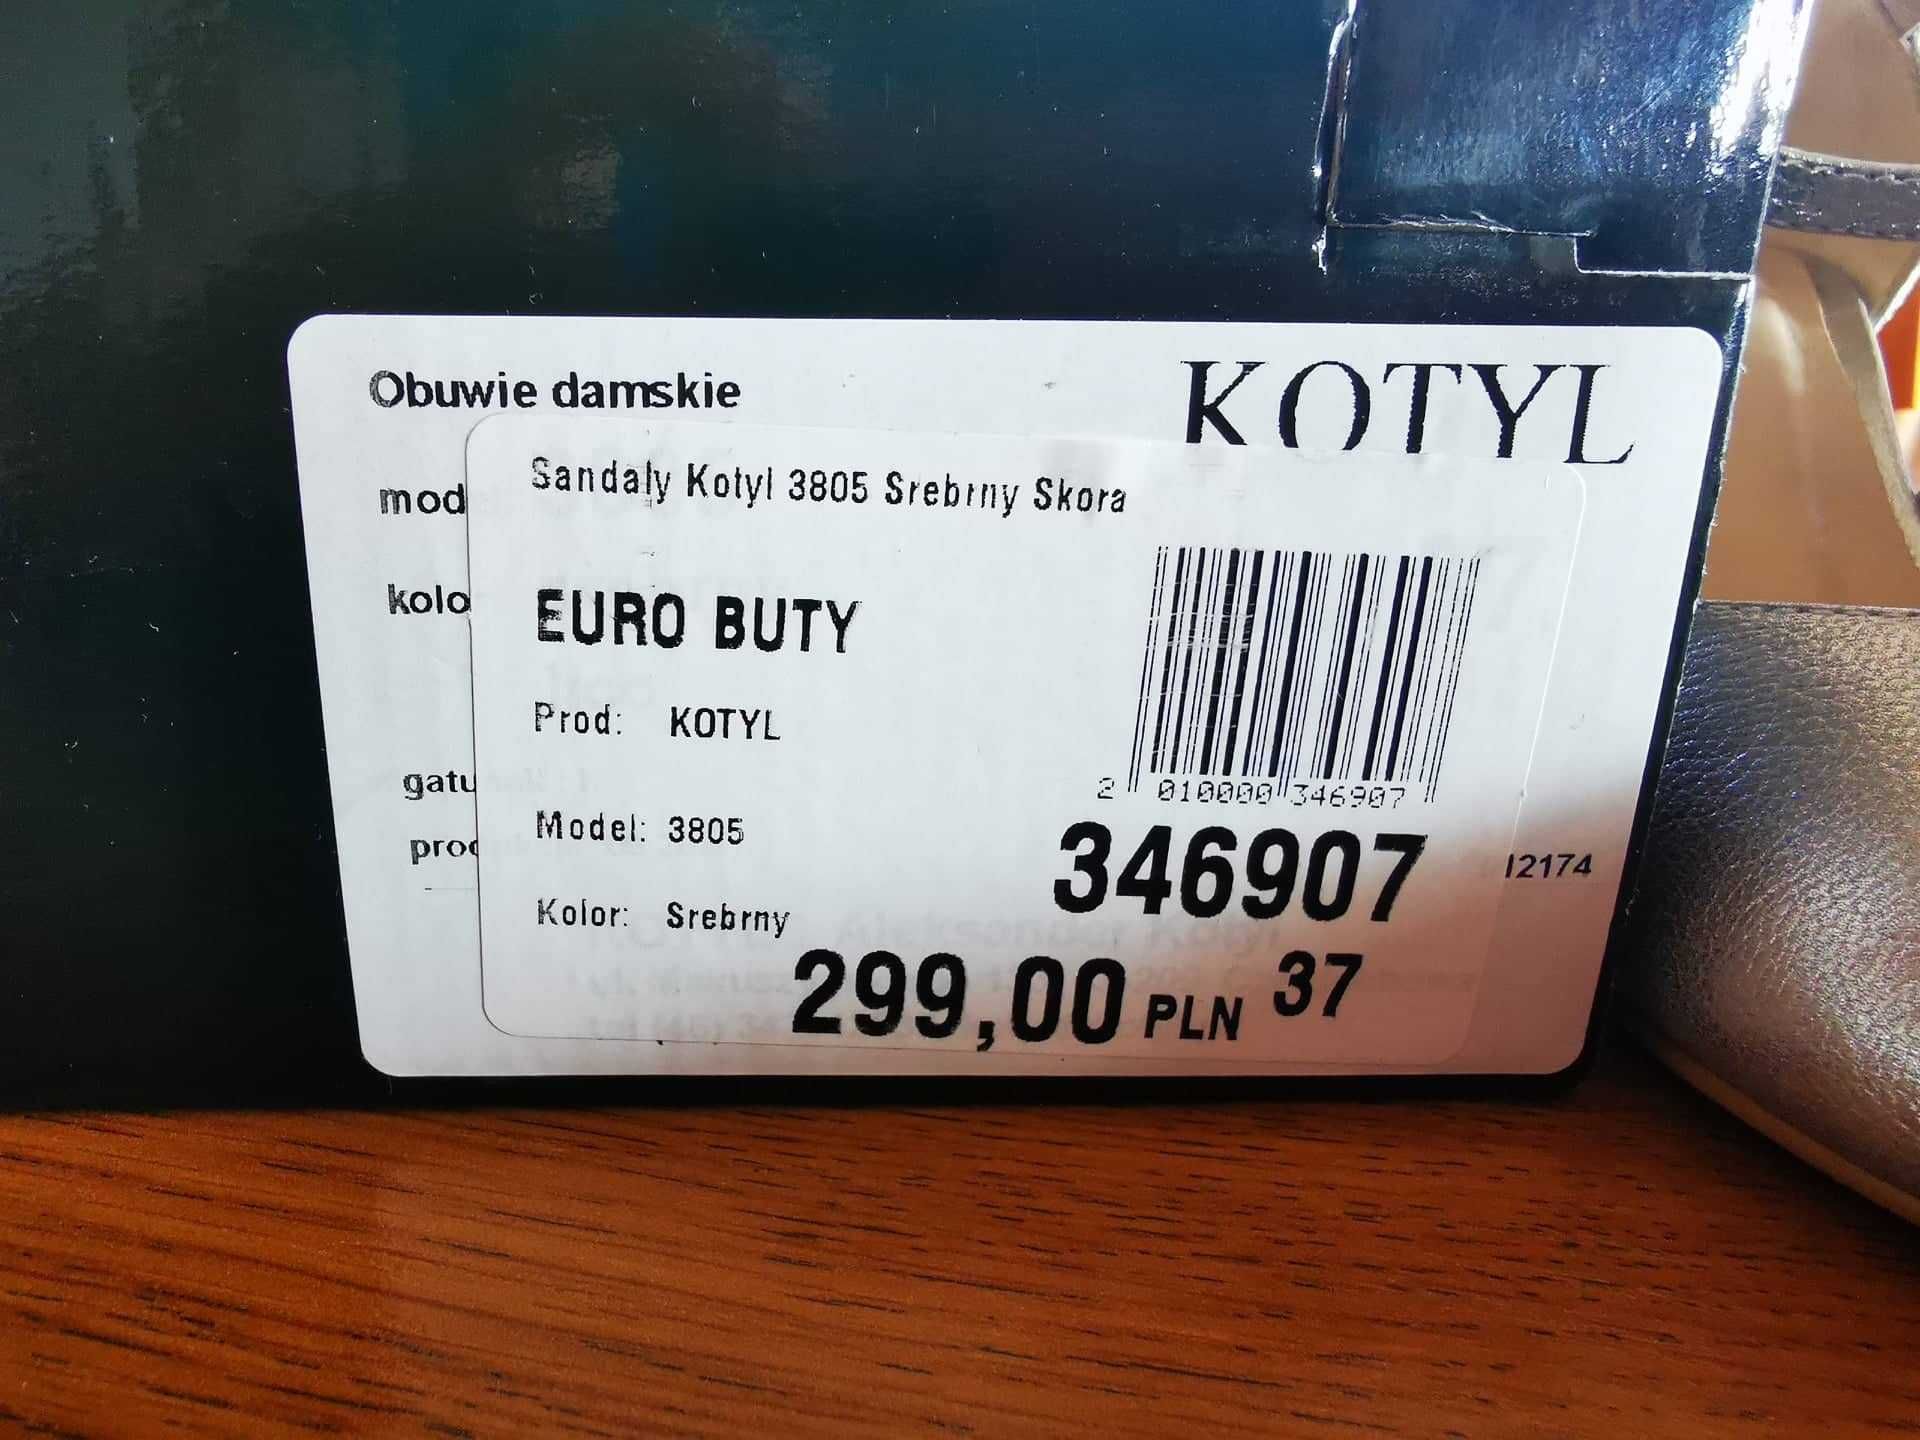 Obuwie damskie
KOTYL
mod
Sandały Kotyl 3805 Srebrny Skora
kolo
EURO BUTY
Prod: KOTYL
gatu
2 010000 346907
Model: 3805
346907
proc
12174
Kolor: Srebrny
299,00 PLN 37